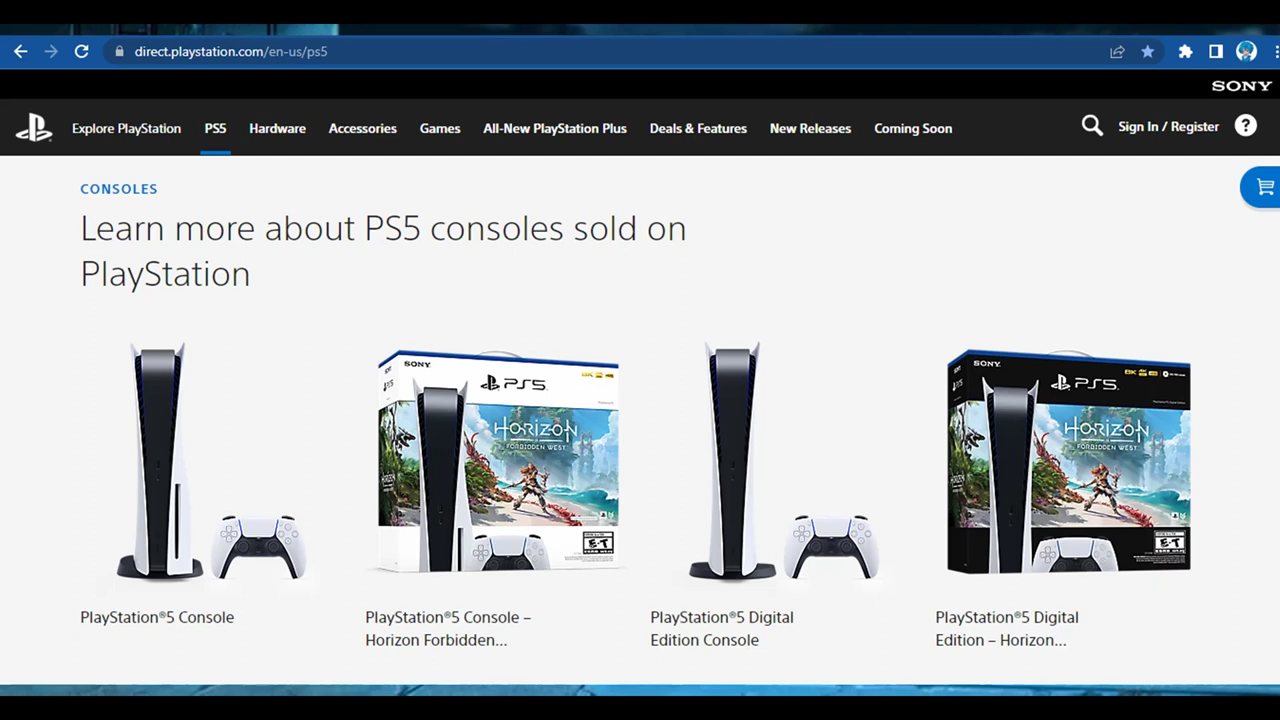 direct.playstation.com/en-us/ps5
SONY
Explore PlayStation PS5 Hardware Accessories Games All-New PlayStation Plus Deals & Features New Releases Coming Soon Sign In / Register ?
CONSOLES
Learn more about PS5 consoles sold on
PlayStation
SONY
PS5
HORIZON
FORBIDDEN WEST
SONY
PS5
HORIZON
FORBIDDEN WEST
PlayStation®5 Console
PlayStation®5 Console –
Horizon Forbidden...
PlayStation®5 Digital
Edition Console
PlayStation®5 Digital
Edition – Horizon...